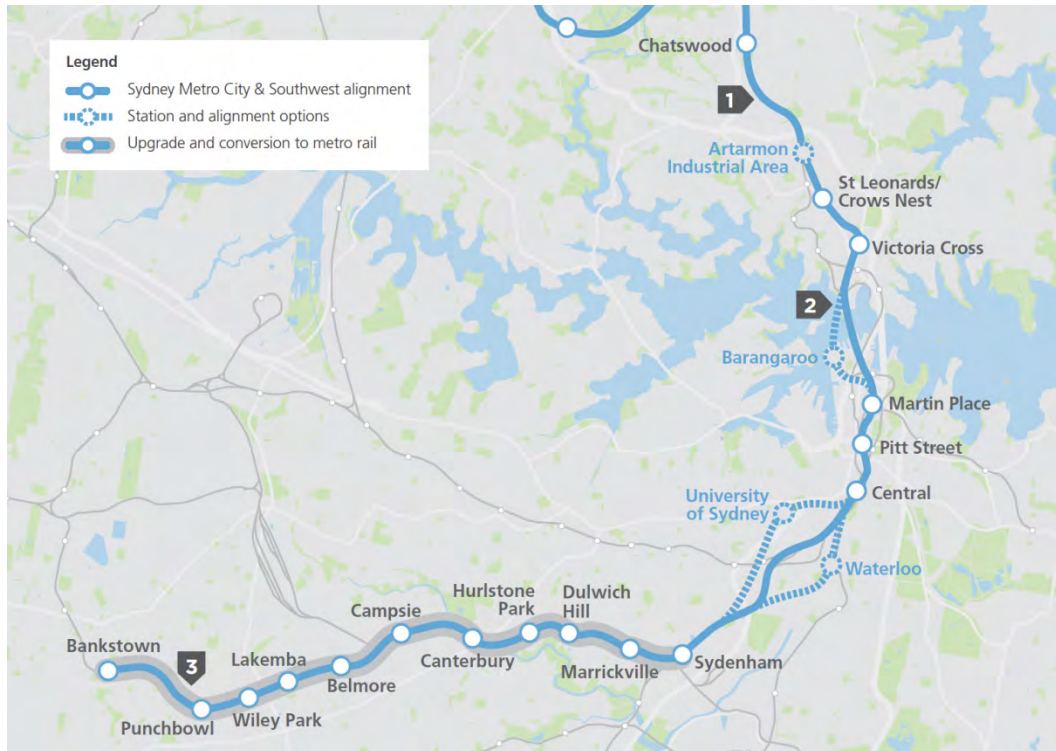 Legend
Sydney Metro City & Southwest alignment
Station and alignment options
Upgrade and conversion to metro rail
Chatswood
1
Artarmon
Industrial Area
St Leonards/
Crows Nest
Victoria Cross
2
Barangaroo
Martin Place
Pitt Street
Central
University
of Sydney
Waterloo
Hurlstone
Park
Dulwich
Hill
Campsie
Canterbury
Marrickville
Sydenham
Bankstown
3
Lakemba
Belmore
Wiley Park
Punchbowl